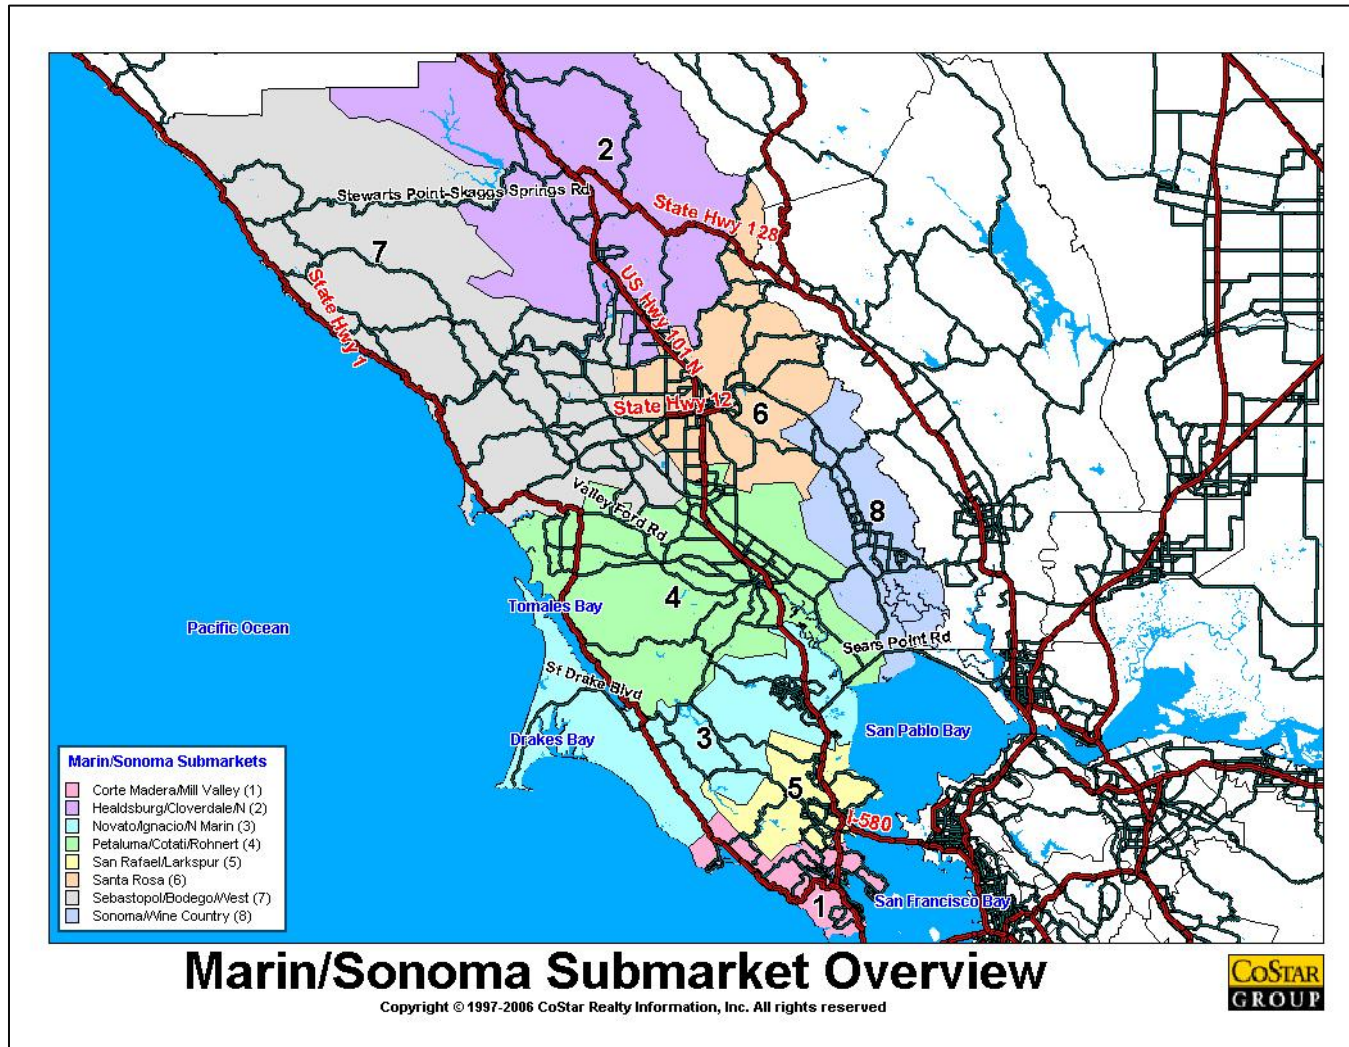 2
State Hwy 128
Stewarts Point-Skaggs Springs Rd
7
State Hwy 1
US Hwy 101 N
State Hwy 12
6
Valley Ford Rd
8
Tomales Bay
4
Pacific Ocean
Sears Point Rd
Sf Drake Blvd
San Pablo Bay
Drakes Bay
3
5
I-580
San Francisco Bay
1
Marin/Sonoma Submarkets
Corte Madera/Mill Valley (1)
Healdsburg/Cloverdale/N (2)
Novato/Ignacio/N Marin (3)
Petaluma/Cotati/Rohnert (4)
San Rafael/Larkspur (5)
Santa Rosa (6)
Sebastopol/Bodego/West (7)
Sonoma/Wine Country (8)
Marin/Sonoma Submarket Overview
Copyright © 1997-2006 CoStar Realty Information, Inc. All rights reserved
COSTAR
GROUP